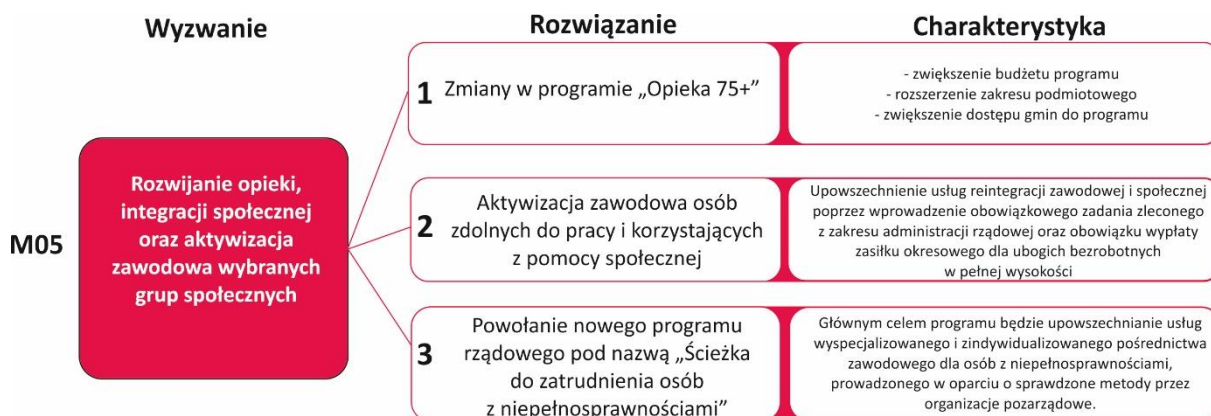 Wyzwanie
Rozwiązanie
Charakterystyka
M05
Rozwijanie opieki,
integracji społecznej
oraz aktywizacja
zawodowa wybranych
grup społecznych
1
Zmiany w programie „Opieka 75+”
- zwiększenie budżetu programu
- rozszerzenie zakresu podmiotowego
- zwiększenie dostępu gmin do programu
2
Aktywizacja zawodowa osób
zdolnych do pracy i korzystających
z pomocy społecznej
Upowszechnienie usług reintegracji zawodowej i społecznej
poprzez wprowadzenie obowiązkowego zadania zleconego
z zakresu administracji rządowej oraz obowiązku wypłaty
zasiłku okresowego dla ubogich bezrobotnych
w pełnej wysokości
3
Powołanie nowego programu
rządowego pod nazwą „Ścieżka
do zatrudnienia osób
z niepełnosprawnościami”
Głównym celem programu będzie upowszechnianie usług
wyspecjalizowanego i zindywidualizowanego pośrednictwa
zawodowego dla osób z niepełnosprawnościami,
prowadzonego w oparciu o sprawdzone metody przez
organizacje pozarządowe.